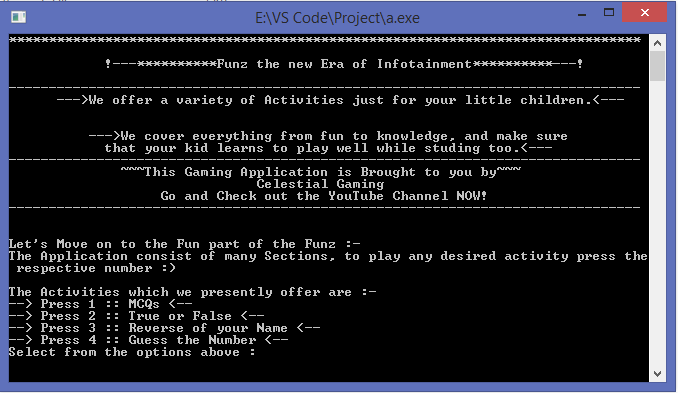 E:\VS Code\Project\a.exe
*******************************************************************************
!---**********Funz the new Era of Infotainment**********---!
-------------------------------------------------------------------------------
--->We offer a variety of Activities just for your little children.<---
--->We cover everything from fun to knowledge, and make sure
that your kid learns to play well while studing too.<---
-------------------------------------------------------------------------------
~~~This Gaming Application is Brought to you by~~~
Celestial Gaming
Go and Check out the YouTube Channel NOW!
-------------------------------------------------------------------------------
Let's Move on to the Fun part of the Funz :-
The Application consist of many Sections, to play any desired activity press the
respective number :)
The Activities which we presently offer are :-
--> Press 1 :: MCQs <--
--> Press 2 :: True or False <--
--> Press 3 :: Reverse of your Name <--
--> Press 4 :: Guess the Number <--
Select from the options above :